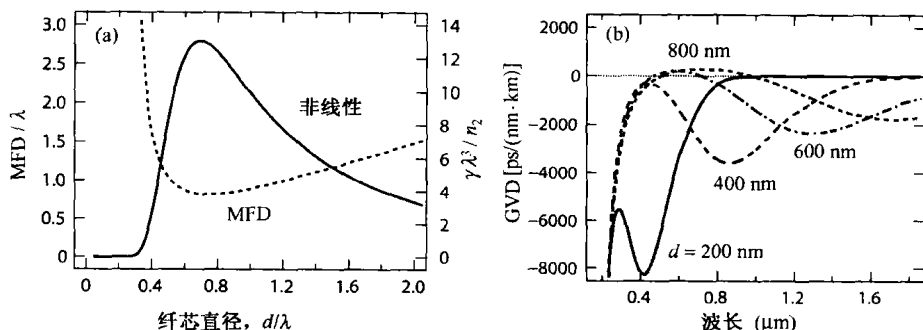 (a)
3.0
2.5
2.0
1.5
1.0
0.5
0
MFD / λ
非线性
MFD
14
12
10
8
6
4
2
0
γλ³/n₂
0 0.4 0.8 1.2 1.6 2.0
纤芯直径，d/λ
(b)
2000
0
-2000
-4000
-6000
-8000
GVD [ps/(nm·km)]
800 nm
600 nm
400 nm
d = 200 nm
0.4 0.8 1.2 1.6
波长 (μm)